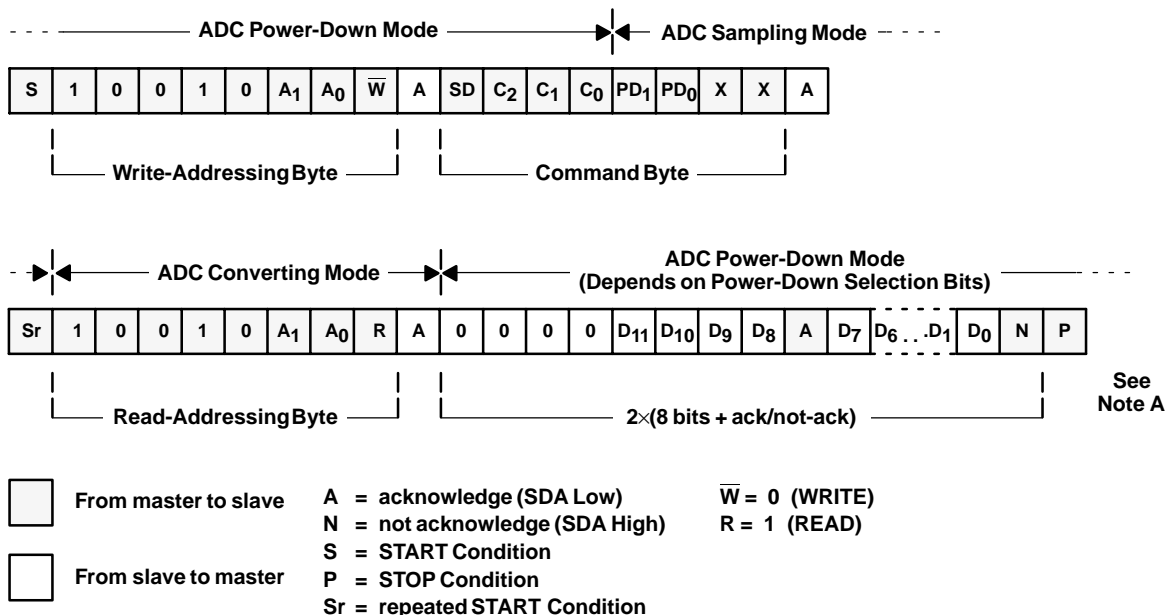 ADC Power-Down Mode ADC Sampling Mode
S 1 0 0 1 0 A1 A0 W̅ A SD C2 C1 C0 PD1 PD0 X X A
Write-Addressing Byte Command Byte
ADC Converting Mode ADC Power-Down Mode
(Depends on Power-Down Selection Bits)
Sr 1 0 0 1 0 A1 A0 R A 0 0 0 0 D11 D10 D9 D8 A D7 D6 . . .D1 D0 N P
Read-Addressing Byte 2×(8 bits + ack/not-ack) See
Note A
From master to slave A = acknowledge (SDA Low) W̅ = 0 (WRITE)
N = not acknowledge (SDA High) R = 1 (READ)
S = START Condition
From slave to master P = STOP Condition
Sr = repeated START Condition